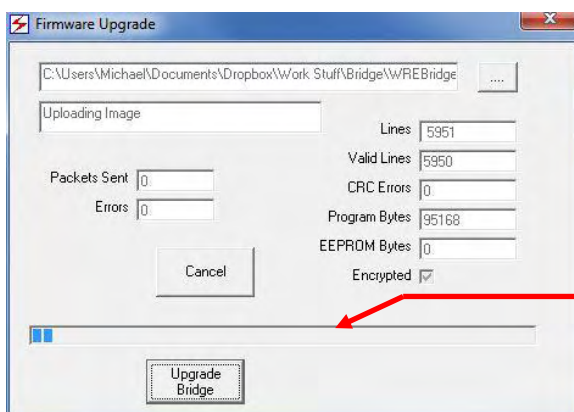 Firmware Upgrade
C:\Users\Michael\Documents\Dropbox\Work Stuff\Bridge\WREBridge
....
Uploading Image
Lines 5951
Valid Lines 5950
Packets Sent 0
CRC Errors 0
Errors 0
Program Bytes 95168
EEPROM Bytes 0
Cancel
Encrypted
Upgrade
Bridge